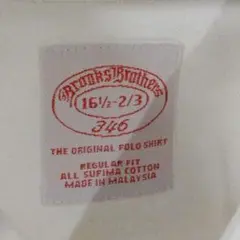 Brooks Brothers
16½-2/3
346
THE ORIGINAL POLO SHIRT
REGULAR FIT
ALL SUPIMA COTTON
MADE IN MALAYSIA